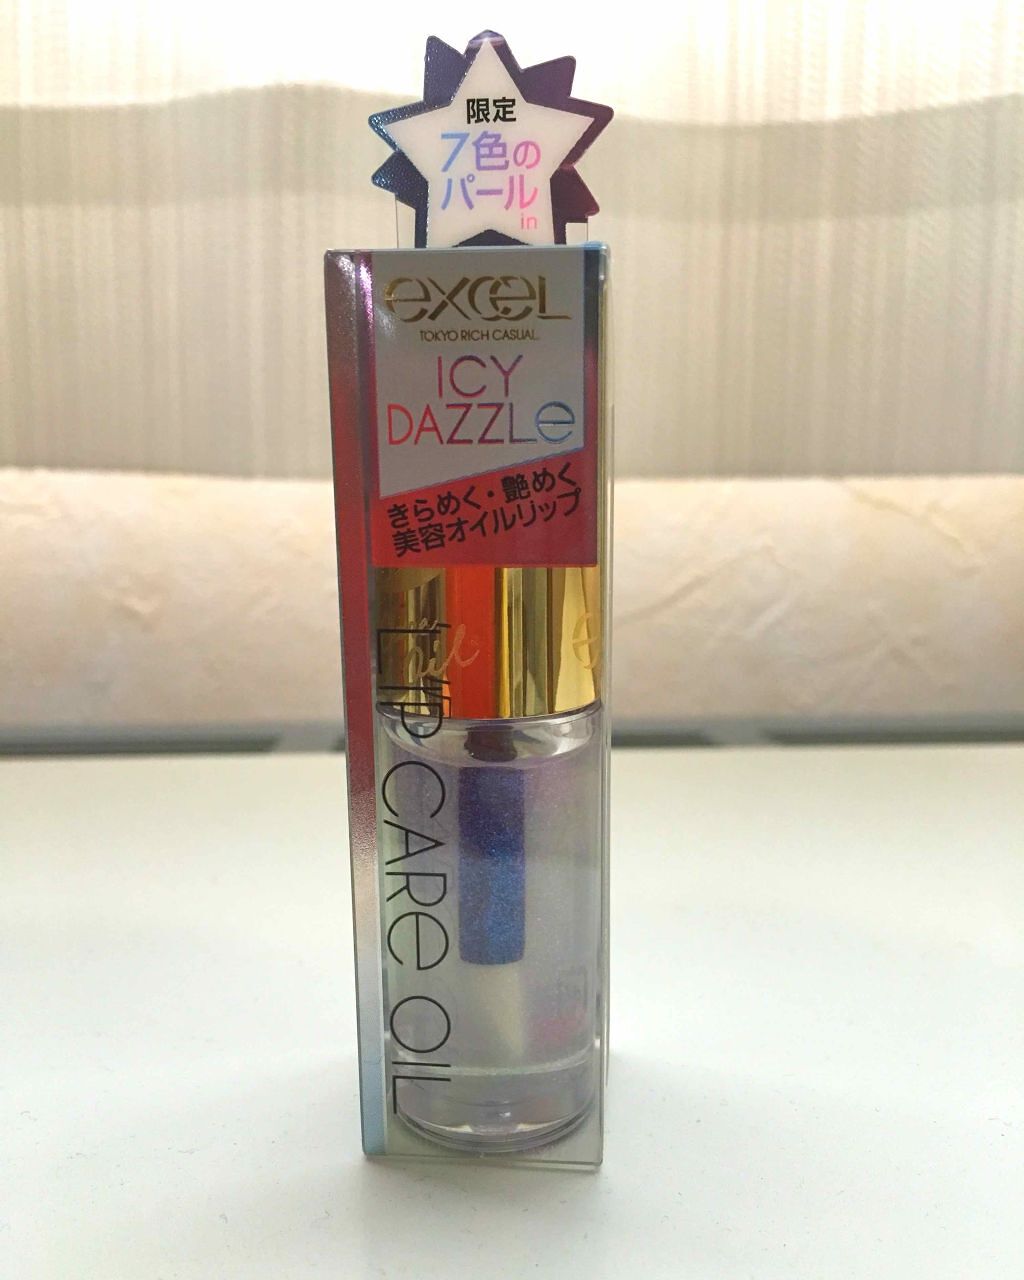 限定
7色の
パール
in
excel
TOKYO RICH CASUAL
ICY
DAZZLe
きらめく・艶めく
美容オイルリップ
LIP CARe OIL